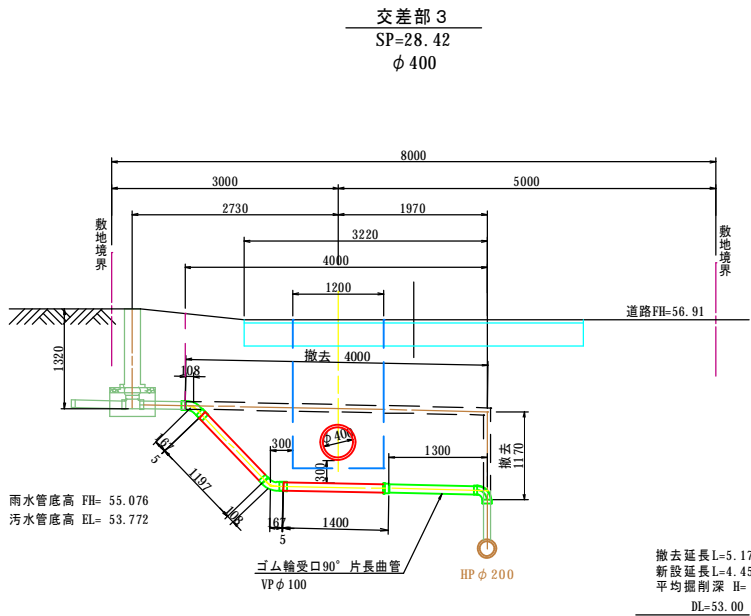 交差部３
SP=28.42
φ400
8000
3000
5000
2730
1970
3220
4000
1200
敷地境界
敷地境界
道路FH=56.91
1320
撤去
4000
108
φ400
300
1300
撤去
1170
167
5
1197
300
108
167
5
1400
雨水管底高 FH= 55.076
汚水管底高 EL= 53.772
ゴム輪受口90° 片長曲管
VPφ100
HPφ200
撤去延長L=5.17
新設延長L=4.45
平均掘削深 H=
DL=53.00